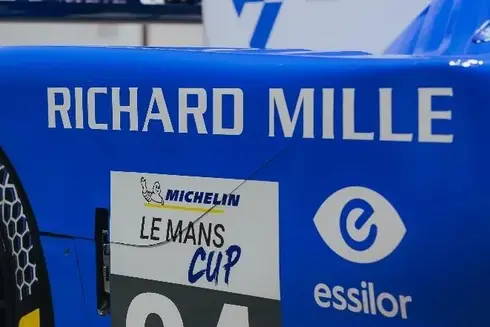 RICHARD MILLE
MICHELIN
LE MANS
CUP
essilor